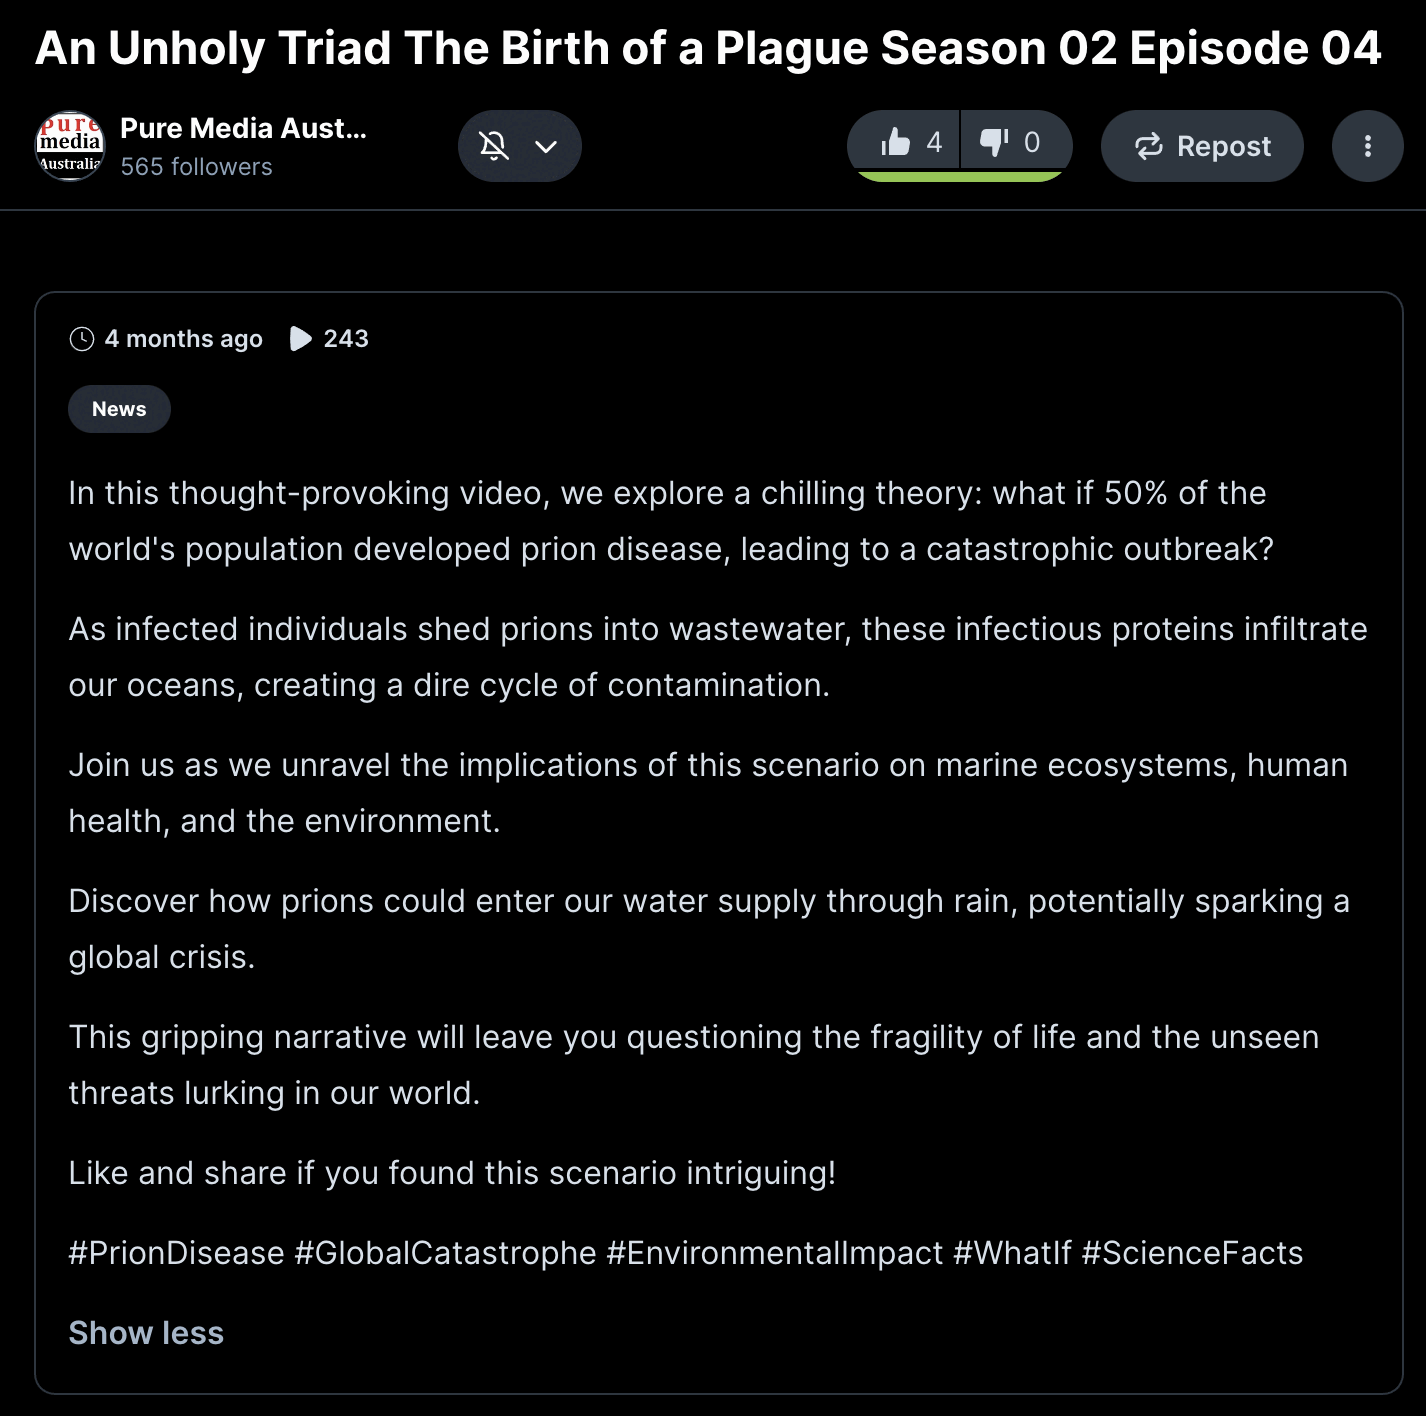 An Unholy Triad The Birth of a Plague Season 02 Episode 04
pure
media
Australia
Pure Media Aust...
565 followers
4
0
Repost
4 months ago
243
News
In this thought-provoking video, we explore a chilling theory: what if 50% of the
world's population developed prion disease, leading to a catastrophic outbreak?
As infected individuals shed prions into wastewater, these infectious proteins infiltrate
our oceans, creating a dire cycle of contamination.
Join us as we unravel the implications of this scenario on marine ecosystems, human
health, and the environment.
Discover how prions could enter our water supply through rain, potentially sparking a
global crisis.
This gripping narrative will leave you questioning the fragility of life and the unseen
threats lurking in our world.
Like and share if you found this scenario intriguing!
#PrionDisease #GlobalCatastrophe #EnvironmentalImpact #WhatIf #ScienceFacts
Show less